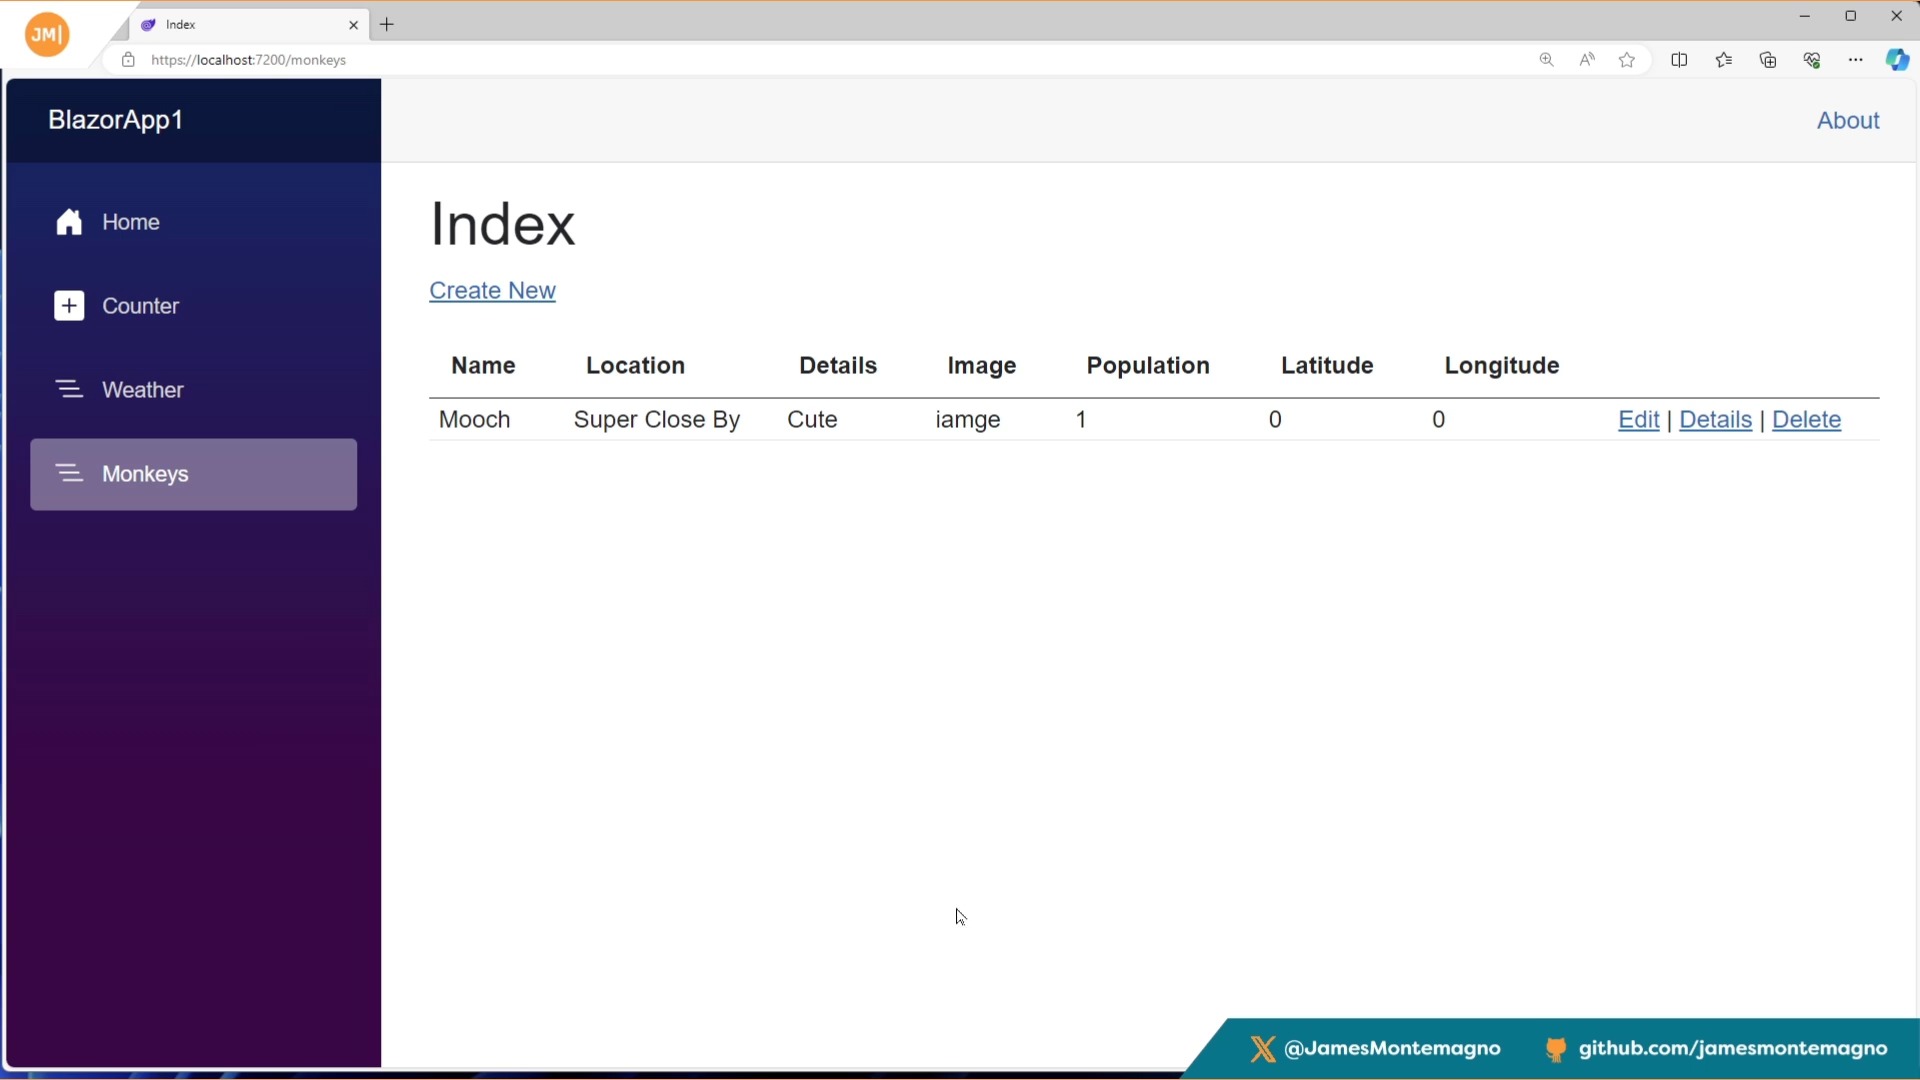 JM|
Index
https://localhost:7200/monkeys
BlazorApp1
About
Home
Counter
Weather
Monkeys
Index
Create New
Name Location Details Image Population Latitude Longitude
Mooch Super Close By Cute iamge 1 0 0 Edit | Details | Delete
@JamesMontemagno github.com/jamesmontemagno